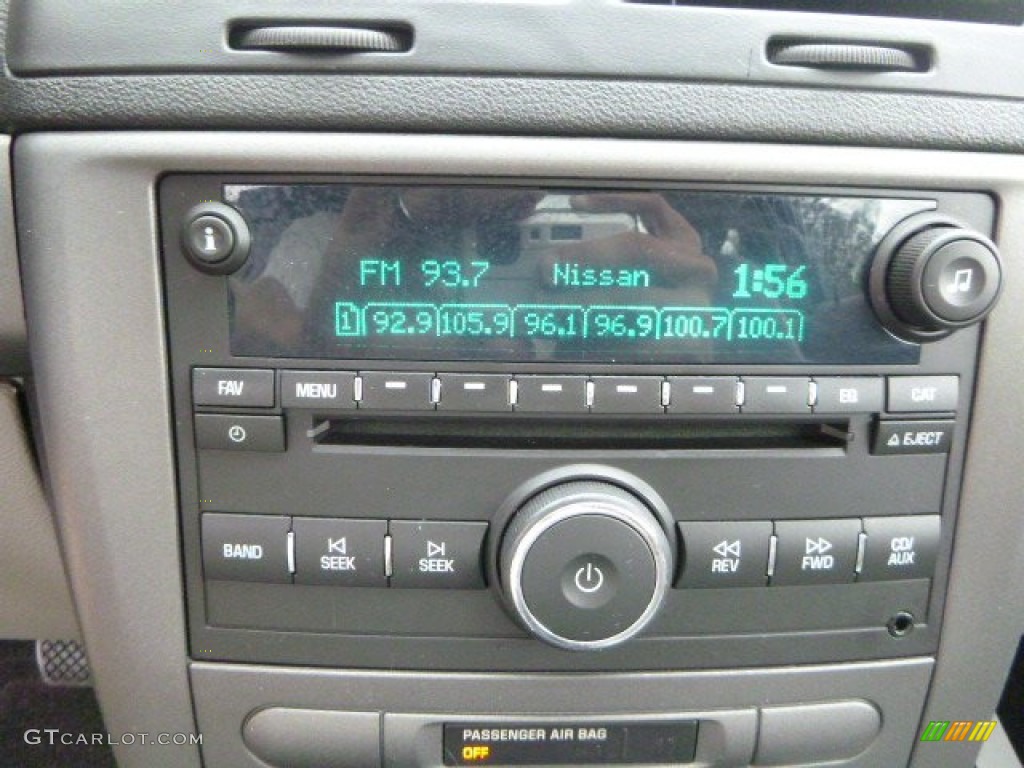 FM 93.7 Nissan 1:56
1 92.9 105.9 96.1 96.9 100.7 100.1
FAV MENU EQ CAT
EJECT
BAND SEEK SEEK REV FWD CD/
AUX
PASSENGER AIR BAG
OFF
GTCARLOT.COM